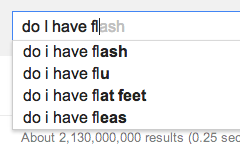 do I have flash
do i have flash
do i have flu
do i have flat feet
do i have fleas
About 2,130,000,000 results (0.25 sec